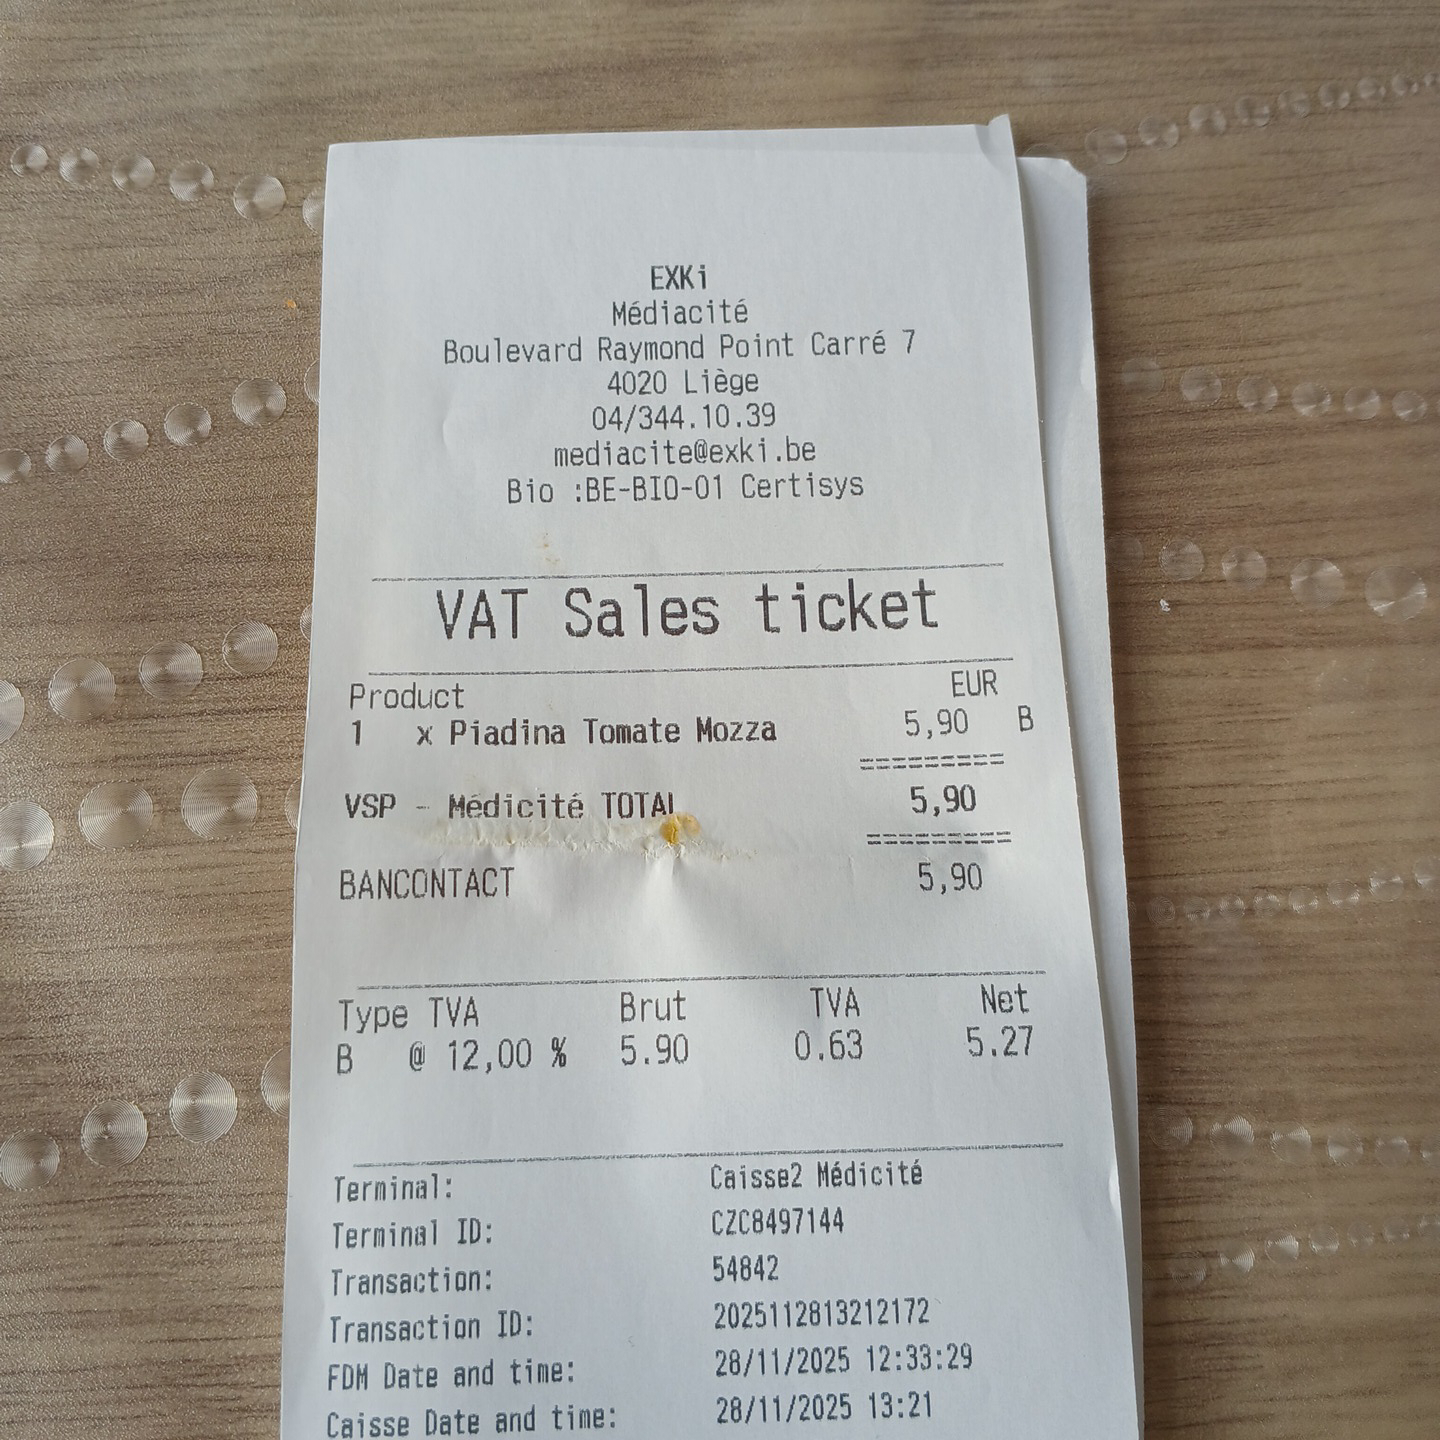 EXKi
Médiacité
Boulevard Raymond Point Carré 7
4020 Liège
04/344.10.39
mediacite@exki.be
Bio :BE-BIO-01 Certisys
VAT Sales ticket
Product EUR
1 x Piadina Tomate Mozza 5,90 B
==========
VSP - Médicité TOTAL 5,90
==========
BANCONTACT 5,90
Type TVA Brut TVA Net
B @ 12,00 % 5.90 0.63 5.27
Terminal: Caisse2 Médicité
Terminal ID: CZC8497144
Transaction: 54842
Transaction ID: 2025112813212172
FDM Date and time: 28/11/2025 12:33:29
Caisse Date and time: 28/11/2025 13:21